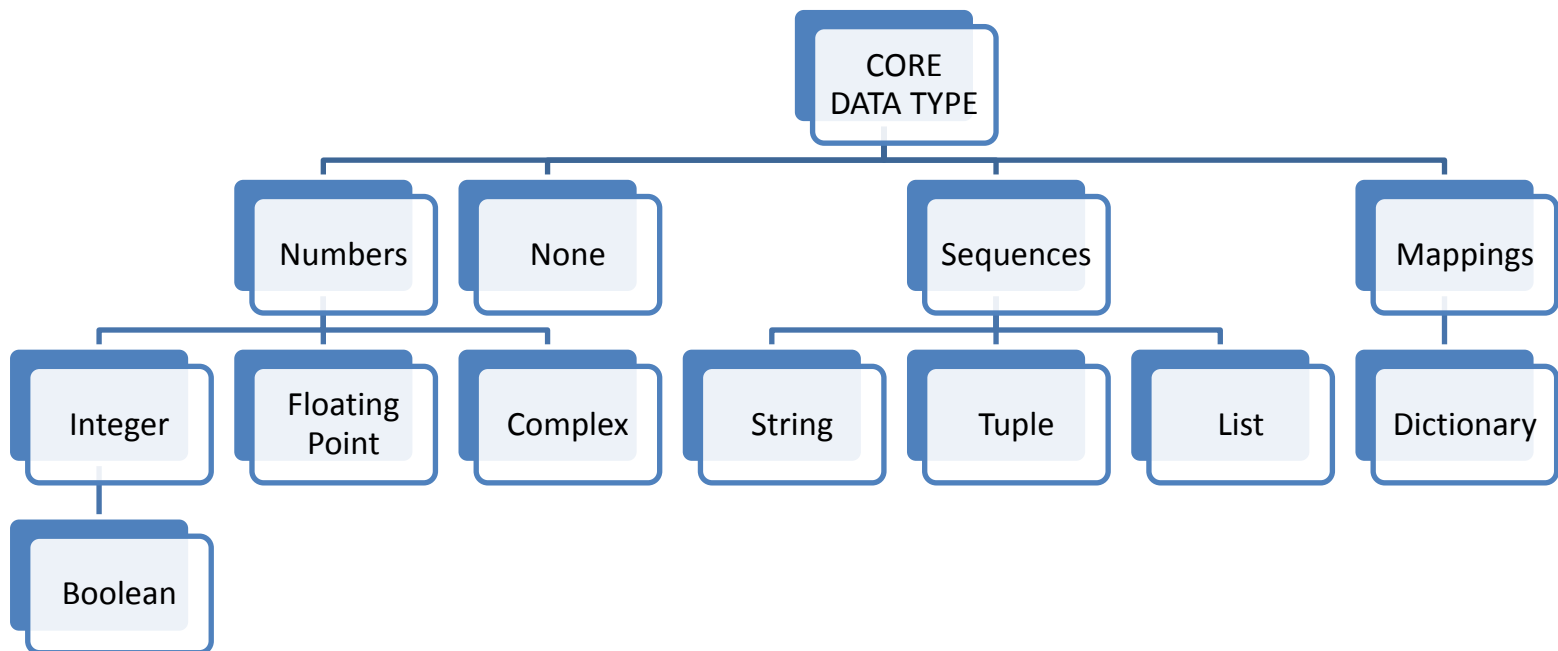 CORE
DATA TYPE
Numbers
None
Sequences
Mappings
Integer
Floating
Point
Complex
String
Tuple
List
Dictionary
Boolean